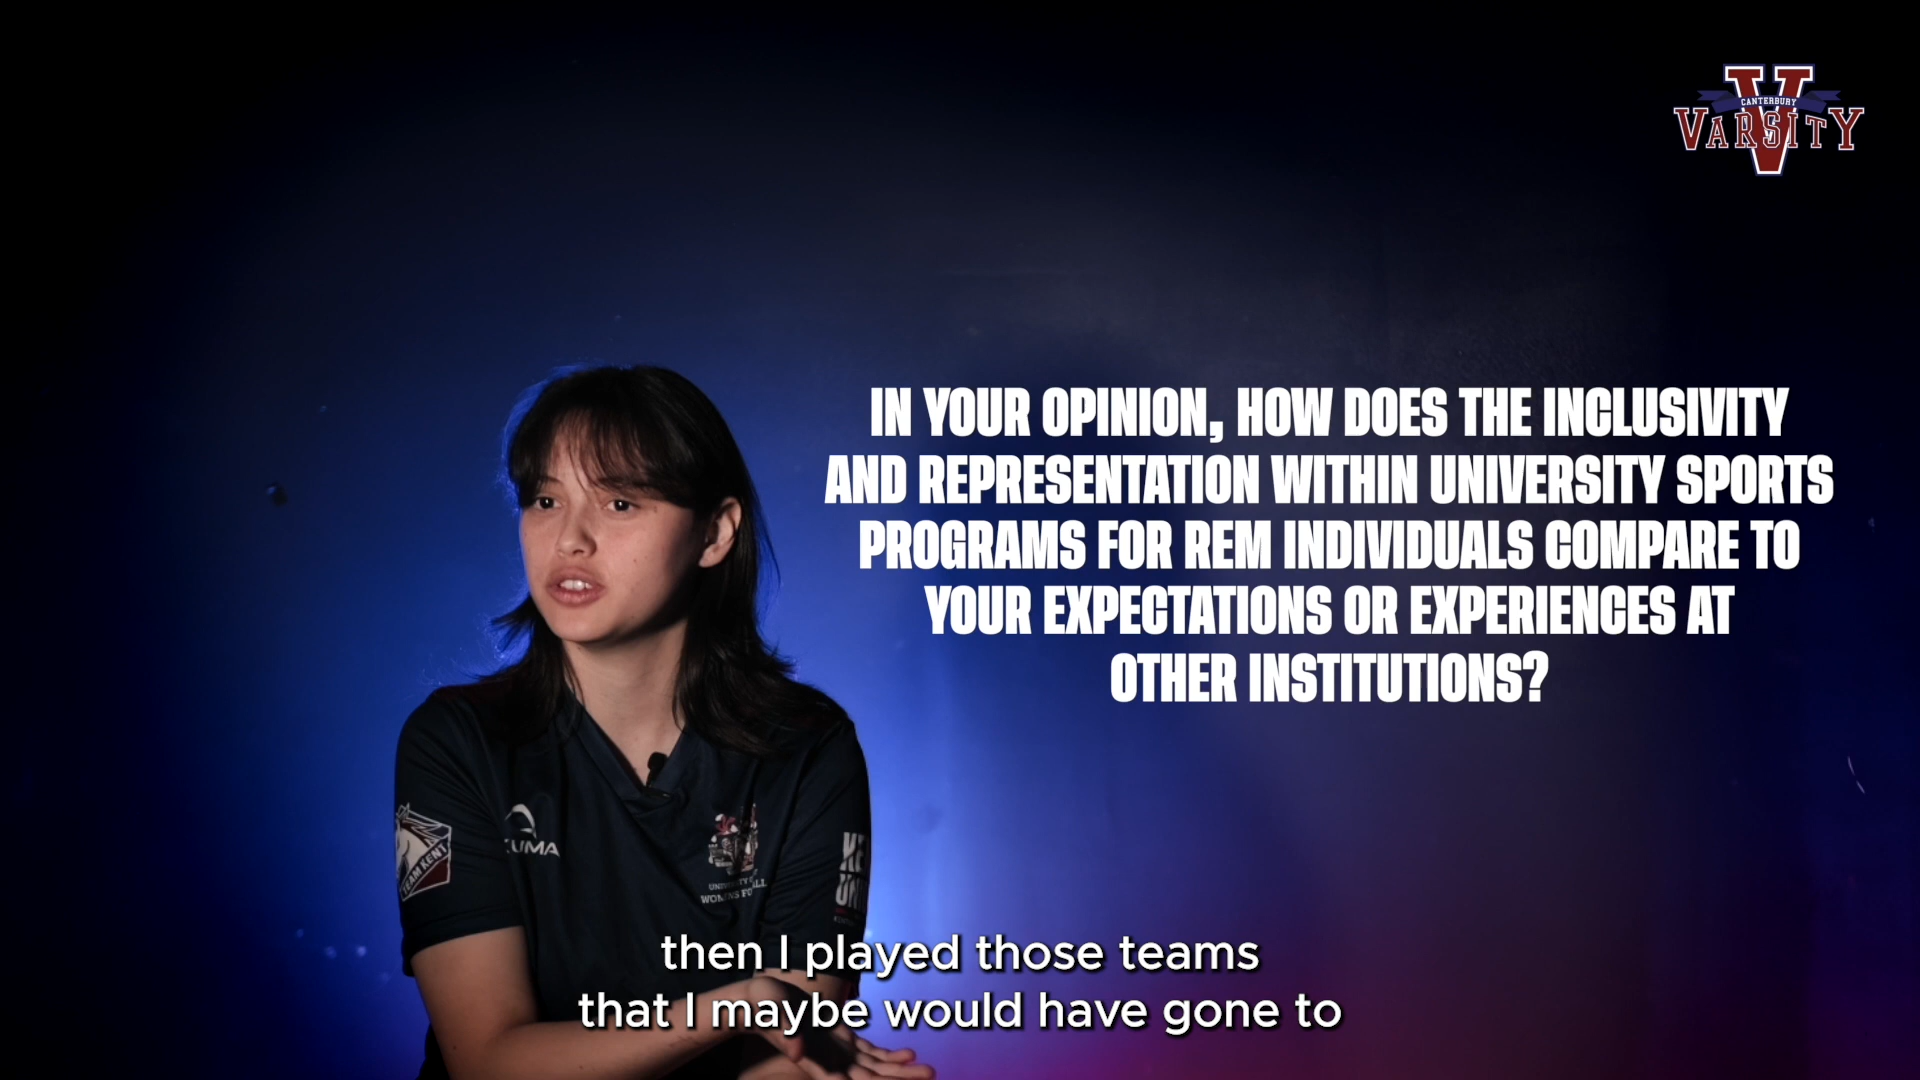 CANTERBURY
VARSITY
IN YOUR OPINION, HOW DOES THE INCLUSIVITY
AND REPRESENTATION WITHIN UNIVERSITY SPORTS
PROGRAMS FOR REM INDIVIDUALS COMPARE TO
YOUR EXPECTATIONS OR EXPERIENCES AT
OTHER INSTITUTIONS?
TEAM KENT
then I played those teams
that I maybe would have gone to